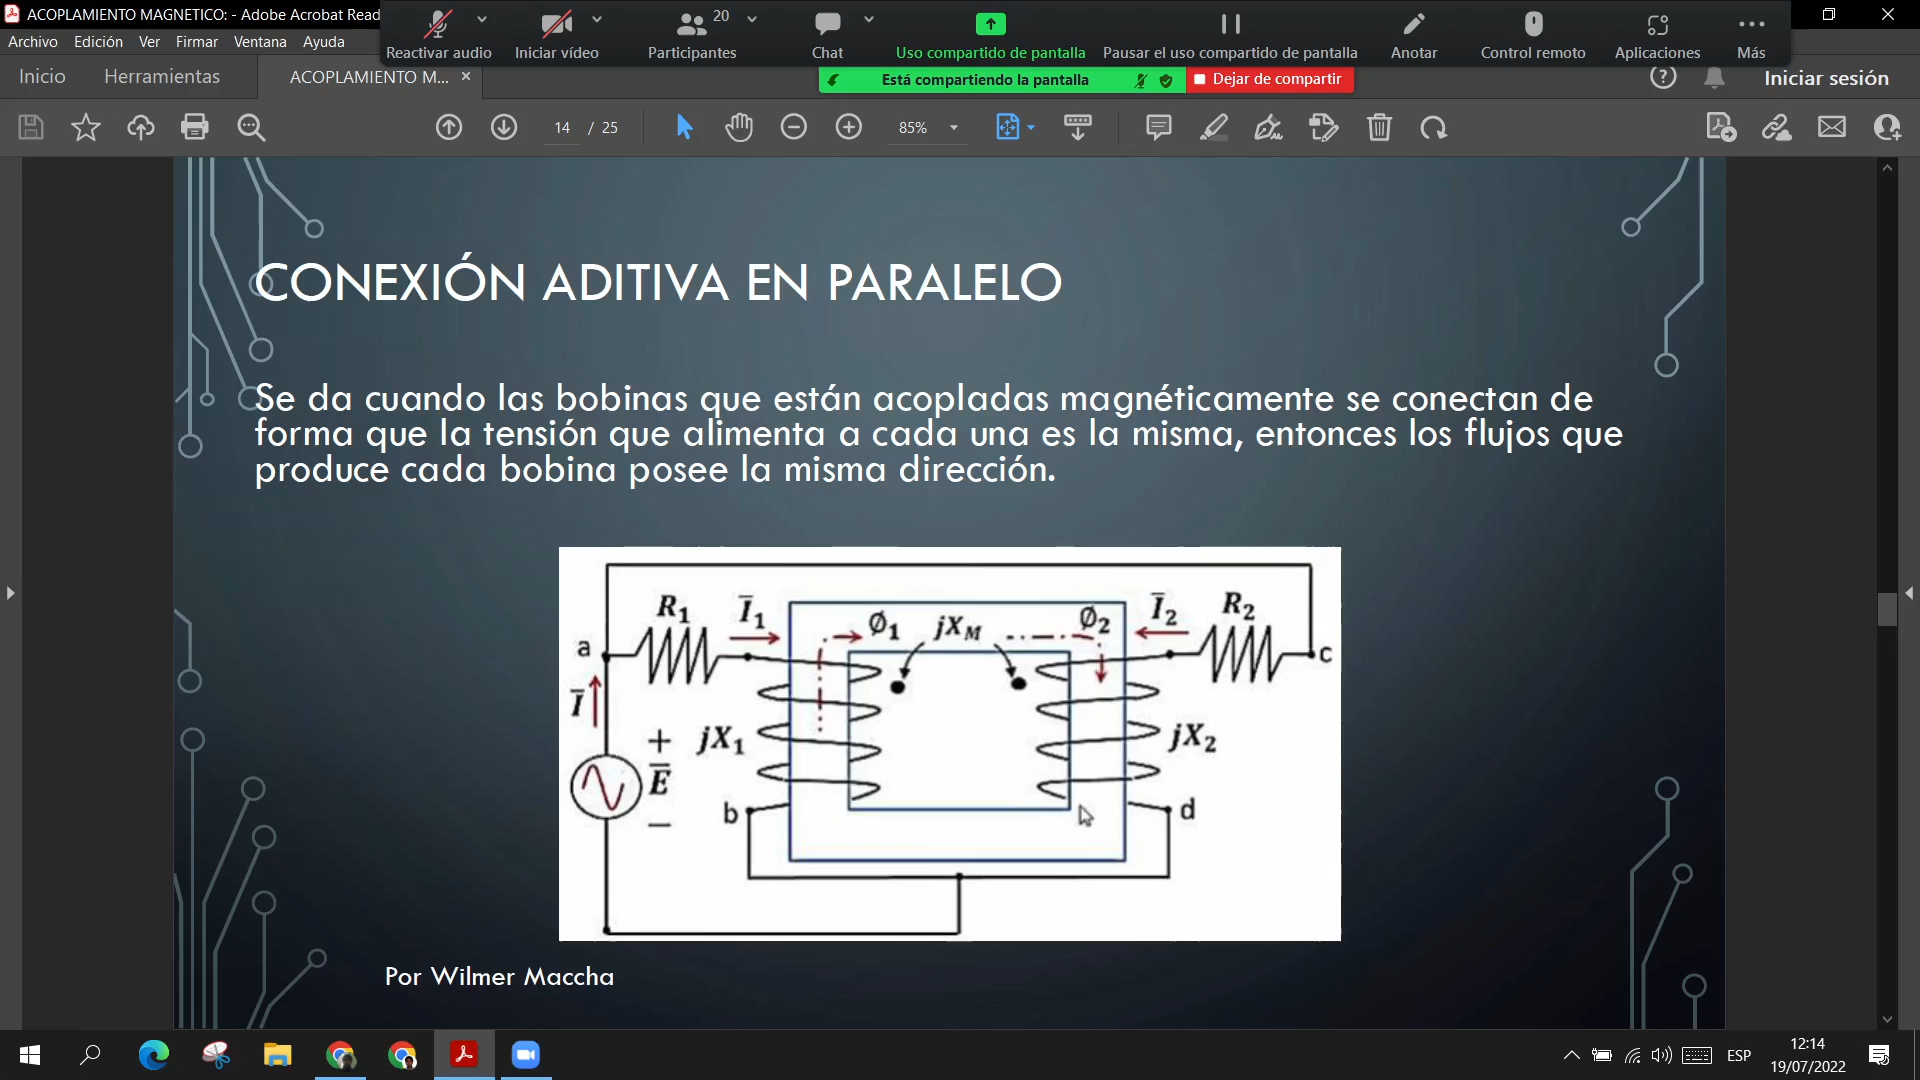 ACOPLAMIENTO MAGNETICO: - Adobe Acrobat Read
Archivo Edición Ver Firmar Ventana Ayuda
Reactivar audio
Iniciar vídeo
20
Participantes
Chat
Uso compartido de pantalla
Pausar el uso compartido de pantalla
Anotar
Control remoto
Aplicaciones
Más
Está compartiendo la pantalla
Dejar de compartir
Inicio Herramientas ACOPLAMIENTO M... ×
Iniciar sesión
14 / 25
85%
CONEXIÓN ADITIVA EN PARALELO
Se da cuando las bobinas que están acopladas magnéticamente se conectan de
forma que la tensión que alimenta a cada una es la misma, entonces los flujos que
produce cada bobina posee la misma dirección.
R₁
Ī₁
Ø₁
jX_M
Ø₂
Ī₂
R₂
a
c
Ī
+
jX₁
Ē
−
jX₂
b
d
Por Wilmer Maccha
ESP
12:14
19/07/2022